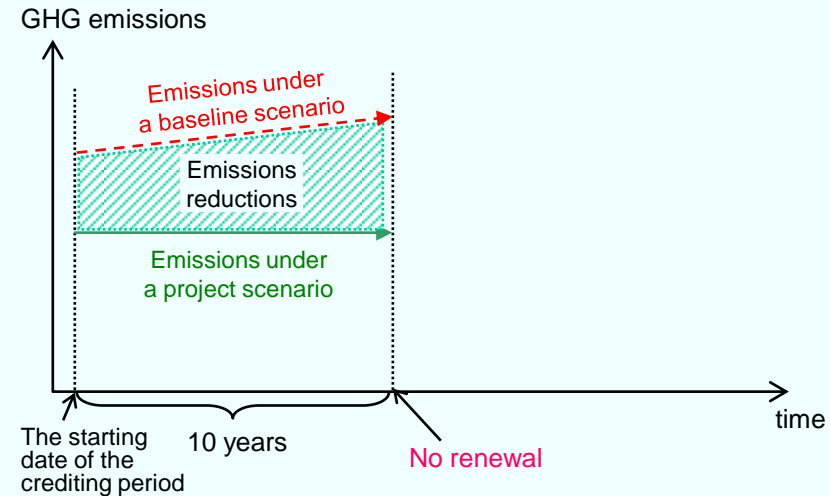 GHG emissions
Emissions under
a baseline scenario
Emissions
reductions
Emissions under
a project scenario
time
The starting
date of the
crediting period
10 years
No renewal